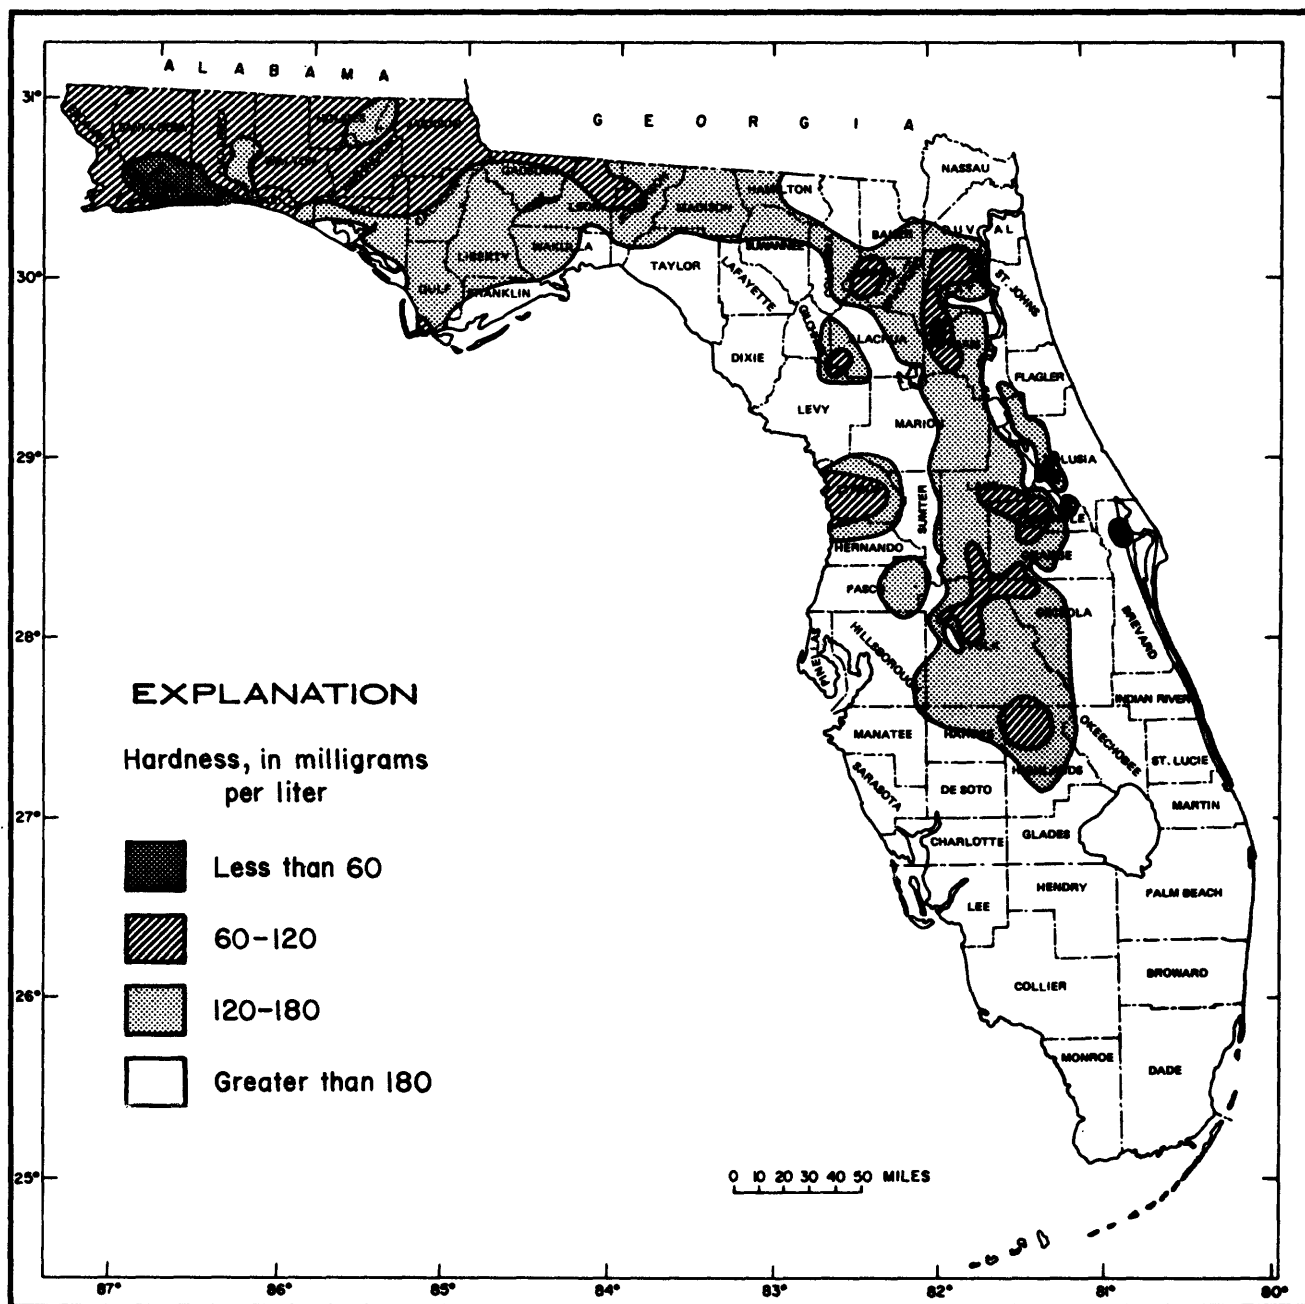 A L A B A M A
G E O R G I A
31°
30°
29°
28°
27°
26°
25°
87°
86°
85°
84°
83°
82°
81°
80°
NASSAU
HAMILTON
BAKER
DUVAL
MADISON
SUWANNEE
LIBERTY
WAKULLA
GULF
FRANKLIN
TAYLOR
LAFAYETTE
ST. JOHNS
DIXIE
FLAGLER
LEVY
MARION
VOLUSIA
SUMTER
HERNANDO
PASCO
ORANGE
OSCEOLA
POLK
BREVARD
PINELLAS
HILLSBOROUGH
INDIAN RIVER
MANATEE
HARDEE
OKEECHOBEE
ST. LUCIE
SARASOTA
DE SOTO
HIGHLANDS
MARTIN
CHARLOTTE
GLADES
LEE
HENDRY
PALM BEACH
COLLIER
BROWARD
MONROE
DADE
EXPLANATION
Hardness, in milligrams
per liter
Less than 60
60-120
120-180
Greater than 180
0 10 20 30 40 50 MILES